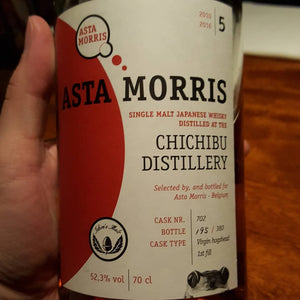 ASTA
MORRIS
2010
2016
5
ASTA MORRIS
SINGLE MALT JAPANESE WHISKY
DISTILLED AT THE
CHICHIBU
DISTILLERY
Selected by, and bottled for
Asta Morris - Belgium
CASK NR. 702
BOTTLE 195 / 380
CASK TYPE Virgin hogshead
1st fill
52,3% vol 70 cl